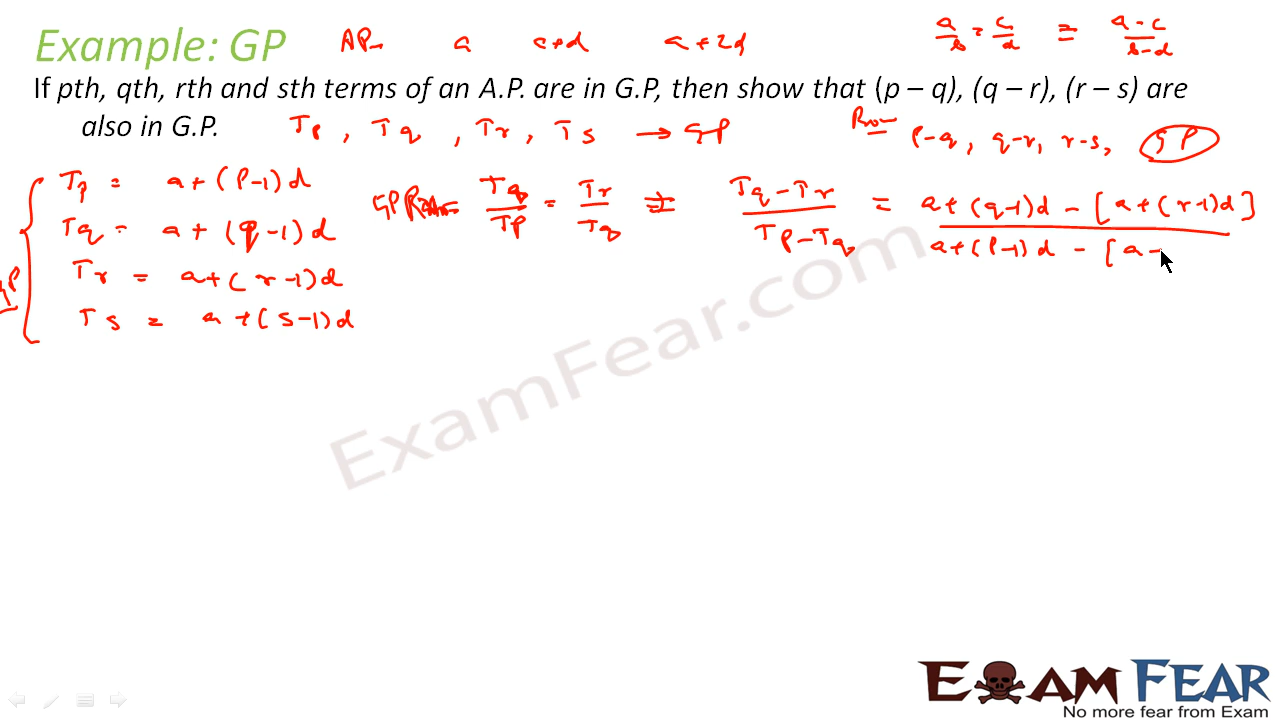 Example: GP
AP- a c+d a+2d
a/b = c/d = a-c/b-d
If pth, qth, rth and sth terms of an A.P. are in G.P, then show that (p – q), (q – r), (r – s) are
also in G.P.
Tp, Tq, Tr, Ts → GP
p-q, q-r, r-s, GP
Tp = a+(p-1)d
Tq = a+(q-1)d
Tr = a+(r-1)d
Ts = a+(s-1)d
GP
GP Tq/Tp = Tr/Tq ⇒ Tq-Tr/Tp-Tq = a+(q-1)d - [a+(r-1)d]
a+(p-1)d - [a -
ExamFear.com
EXAM FEAR
No more fear from Exam